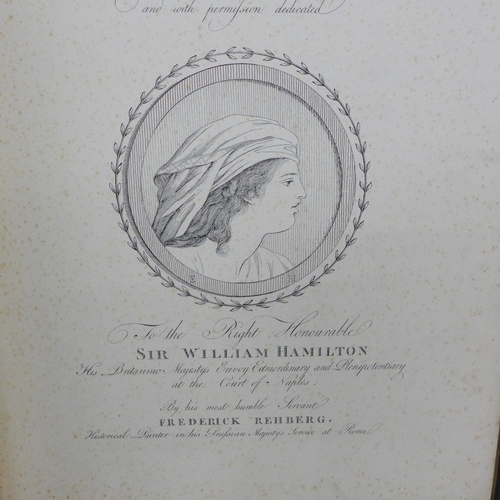 and with permission dedicated
To the Right Honourable
SIR WILLIAM HAMILTON
His Britannic Majesty's Envoy Extraordinary and Plenipotentiary
at the Court of Naples.
By his most humble Servant
FREDERICK REHBERG.
Historical Painter in his Prussian Majesty's Service at Rome